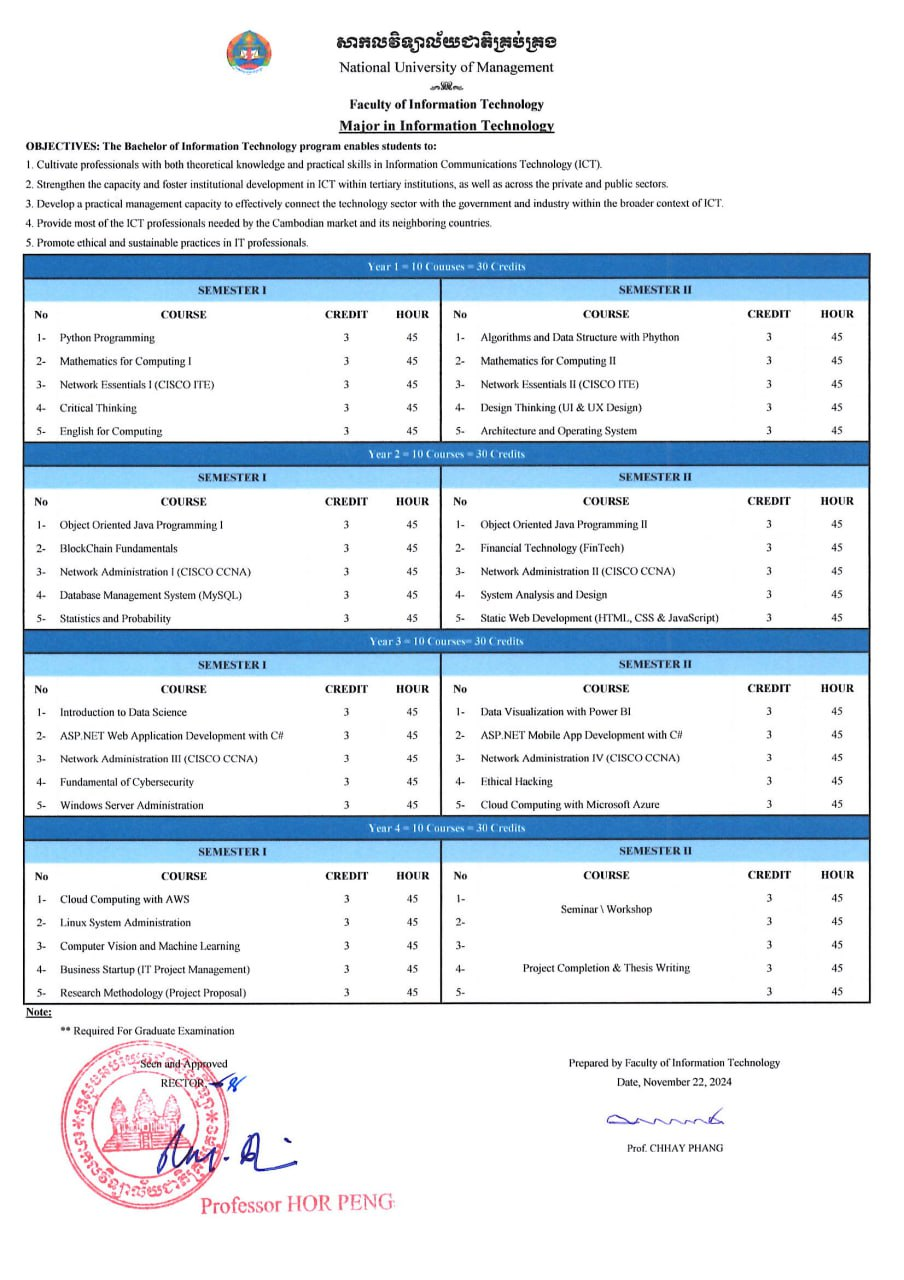 សាកលវិទ្យាល័យជាតិគ្រប់គ្រង
National University of Management
Faculty of Information Technology
Major in Information Technology
OBJECTIVES: The Bachelor of Information Technology program enables students to:
1. Cultivate professionals with both theoretical knowledge and practical skills in Information Communications Technology (ICT).
2. Strengthen the capacity and foster institutional development in ICT within tertiary institutions, as well as across the private and public sectors.
3. Develop a practical management capacity to effectively connect the technology sector with the government and industry within the broader context of ICT.
4. Provide most of the ICT professionals needed by the Cambodian market and its neighboring countries.
5. Promote ethical and sustainable practices in IT professionals.
Year 1 = 10 Couuses = 30 Credits
SEMESTER I SEMESTER II
No COURSE CREDIT HOUR No COURSE CREDIT HOUR
1- Python Programming 3 45 1- Algorithms and Data Structure with Phython 3 45
2- Mathematics for Computing I 3 45 2- Mathematics for Computing II 3 45
3- Network Essentials I (CISCO ITE) 3 45 3- Network Essentials II (CISCO ITE) 3 45
4- Critical Thinking 3 45 4- Design Thinking (UI & UX Design) 3 45
5- English for Computing 3 45 5- Architecture and Operating System 3 45
Year 2 = 10 Courses = 30 Credits
SEMESTER I SEMESTER II
No COURSE CREDIT HOUR No COURSE CREDIT HOUR
1- Object Oriented Java Programming I 3 45 1- Object Oriented Java Programming II 3 45
2- BlockChain Fundamentals 3 45 2- Financial Technology (FinTech) 3 45
3- Network Administration I (CISCO CCNA) 3 45 3- Network Administration II (CISCO CCNA) 3 45
4- Database Management System (MySQL) 3 45 4- System Analysis and Design 3 45
5- Statistics and Probability 3 45 5- Static Web Development (HTML, CSS & JavaScript) 3 45
Year 3 = 10 Courses= 30 Credits
SEMESTER I SEMESTER II
No COURSE CREDIT HOUR No COURSE CREDIT HOUR
1- Introduction to Data Science 3 45 1- Data Visualization with Power BI 3 45
2- ASP.NET Web Application Development with C# 3 45 2- ASP.NET Mobile App Development with C# 3 45
3- Network Administration III (CISCO CCNA) 3 45 3- Network Administration IV (CISCO CCNA) 3 45
4- Fundamental of Cybersecurity 3 45 4- Ethical Hacking 3 45
5- Windows Server Administration 3 45 5- Cloud Computing with Microsoft Azure 3 45
Year 4 = 10 Courses = 30 Credits
SEMESTER I SEMESTER II
No COURSE CREDIT HOUR No COURSE CREDIT HOUR
1- Cloud Computing with AWS 3 45 1- 3 45
Seminar \ Workshop
2- Linux System Administration 3 45 2- 3 45
3- Computer Vision and Machine Learning 3 45 3- 3 45
4- Business Startup (IT Project Management) 3 45 4- Project Completion & Thesis Writing 3 45
5- Research Methodology (Project Proposal) 3 45 5- 3 45
Note:
** Required For Graduate Examination
Seen and Approved
RECTOR
Professor HOR PENG
Prepared by Faculty of Information Technology
Date, November 22, 2024
Prof. CHHAY PHANG